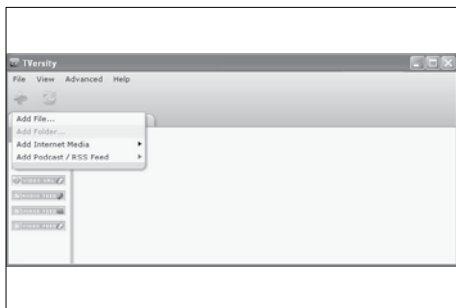 TVersity
File View Advanced Help
Add File...
Add Folder...
Add Internet Media
Add Podcast / RSS Feed